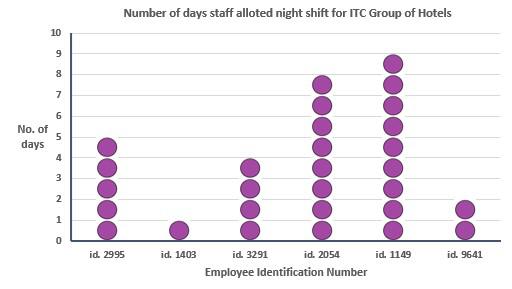 Number of days staff alloted night shift for ITC Group of Hotels
10
9
8
7
6
5
4
3
2
1
0
No. of
days
id. 2995 id. 1403 id. 3291 id. 2054 id. 1149 id. 9641
Employee Identification Number